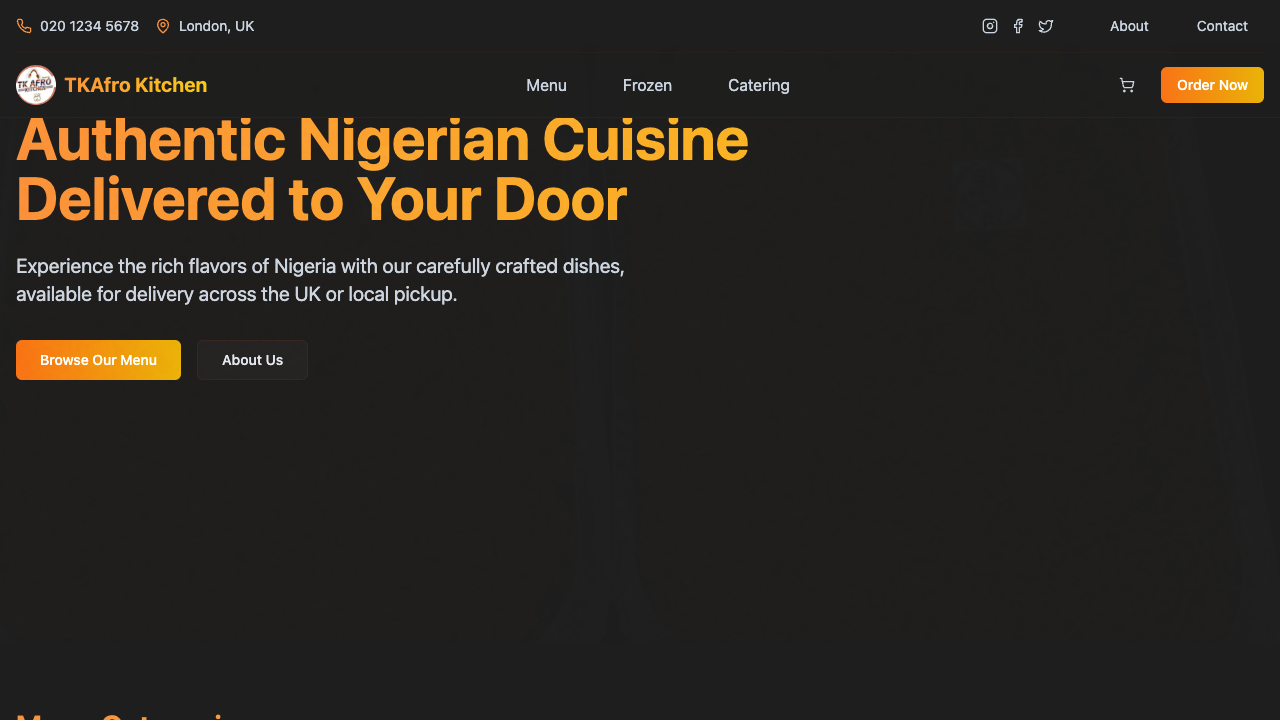 020 1234 5678
London, UK
About
Contact
TK AFRO
KITCHEN
TKAfro Kitchen
Menu
Frozen
Catering
Order Now
Authentic Nigerian Cuisine
Delivered to Your Door
Experience the rich flavors of Nigeria with our carefully crafted dishes,
available for delivery across the UK or local pickup.
Browse Our Menu
About Us